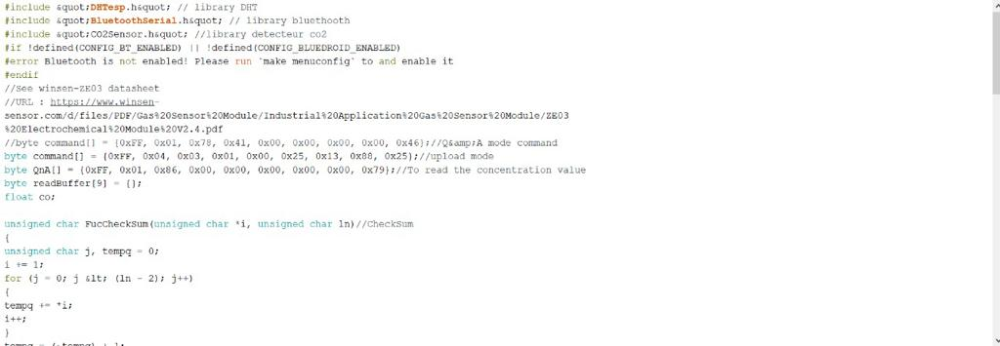 #include &quot;DHTesp.h&quot; // library DHT
#include &quot;BluetoothSerial.h&quot; // library bluethooth
#include &quot;CO2Sensor.h&quot; //library detecteur co2
#if !defined(CONFIG_BT_ENABLED) || !defined(CONFIG_BLUEDROID_ENABLED)
#error Bluetooth is not enabled! Please run `make menuconfig` to and enable it
#endif
//See winsen-ZE03 datasheet
//URL : https://www.winsen-
sensor.com/d/files/PDF/Gas%20Sensor%20Module/Industrial%20Application%20Gas%20Sensor%20Module/ZE03
%20Electrochemical%20Module%20V2.4.pdf
//byte command[] = {0xFF, 0x01, 0x78, 0x41, 0x00, 0x00, 0x00, 0x00, 0x46};//Q&amp;A mode command
byte command[] = {0xFF, 0x04, 0x03, 0x01, 0x00, 0x25, 0x13, 0x88, 0x25};//upload mode
byte QnA[] = {0xFF, 0x01, 0x86, 0x00, 0x00, 0x00, 0x00, 0x00, 0x79};//To read the concentration value
byte readBuffer[9] = {};
float co;
unsigned char FucCheckSum(unsigned char *i, unsigned char ln)//CheckSum
{
unsigned char j, tempq = 0;
i += 1;
for (j = 0; j &lt; (ln - 2); j++)
{
tempq += *i;
i++;
}
tempq = (~tempq) + 1;